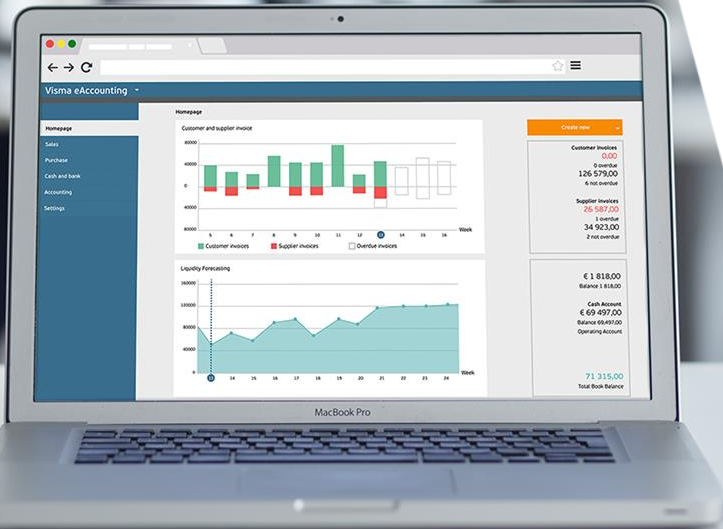 Visma eAccounting
Homepage
Sales
Purchase
Cash and bank
Accounting
Settings
Homepage
Customer and supplier invoice
80000
40000
0
40000
80000
5 6 7 8 9 10 11 12 13 14 15 16
Week
Customer invoices
Supplier invoices
Overdue invoices
Liquidity Forecasting
160000
120000
80000
40000
0
13 14 15 16 17 18 19 20 21 22 23 24
Week
Create new
Customer invoices
0,00
0 overdue
126 579,00
6 not overdue
Supplier invoices
26 587,00
1 overdue
34 923,00
2 not overdue
€ 1 818,00
Balance 1 818,00
Cash Account
€ 69 497,00
Balance 69,497,00
Operating Account
71 315,00
Total Book Balance
MacBook Pro